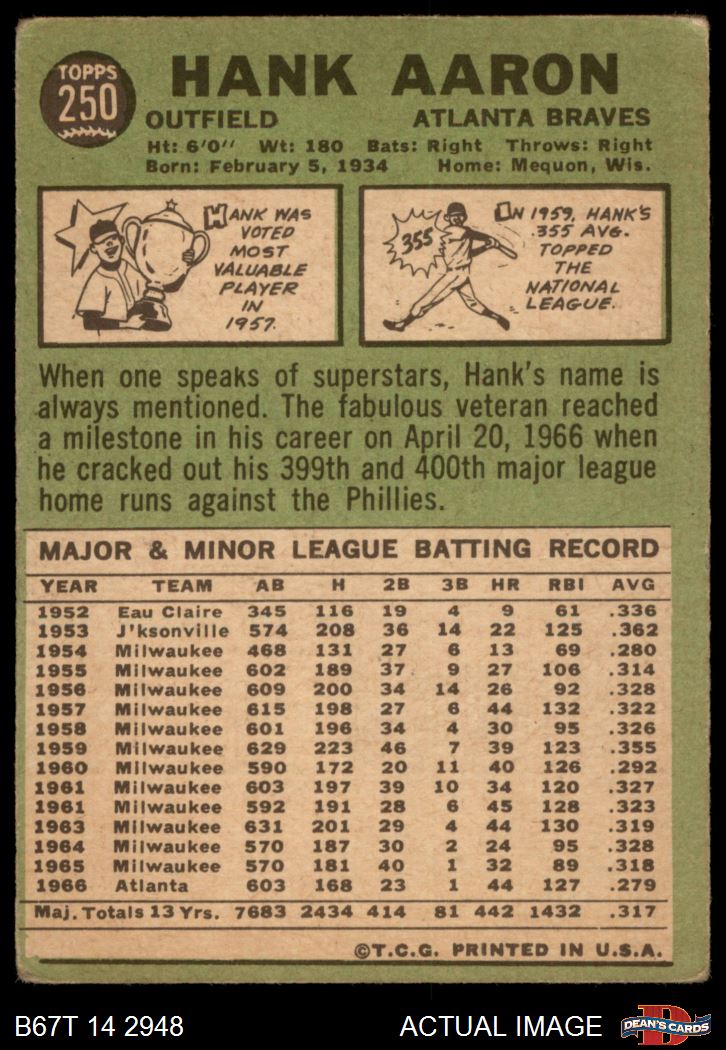 TOPPS
250
HANK AARON
OUTFIELD ATLANTA BRAVES
Ht: 6'0" Wt: 180 Bats: Right Throws: Right
Born: February 5, 1934 Home: Mequon, Wis.
HANK WAS
VOTED
MOST
VALUABLE
PLAYER
IN
1957.
355
IN 1959, HANK'S
.355 AVG.
TOPPED
THE
NATIONAL
LEAGUE.
When one speaks of superstars, Hank's name is
always mentioned. The fabulous veteran reached
a milestone in his career on April 20, 1966 when
he cracked out his 399th and 400th major league
home runs against the Phillies.
MAJOR & MINOR LEAGUE BATTING RECORD
YEAR TEAM AB H 2B 3B HR RBI AVG
1952 Eau Claire 345 116 19 4 9 61 .336
1953 J'ksonville 574 208 36 14 22 125 .362
1954 Milwaukee 468 131 27 6 13 69 .280
1955 Milwaukee 602 189 37 9 27 106 .314
1956 Milwaukee 609 200 34 14 26 92 .328
1957 Milwaukee 615 198 27 6 44 132 .322
1958 Milwaukee 601 196 34 4 30 95 .326
1959 Milwaukee 629 223 46 7 39 123 .355
1960 Milwaukee 590 172 20 11 40 126 .292
1961 Milwaukee 603 197 39 10 34 120 .327
1961 Milwaukee 592 191 28 6 45 128 .323
1963 Milwaukee 631 201 29 4 44 130 .319
1964 Milwaukee 570 187 30 2 24 95 .328
1965 Milwaukee 570 181 40 1 32 89 .318
1966 Atlanta 603 168 23 1 44 127 .279
Maj. Totals 13 Yrs. 7683 2434 414 81 442 1432 .317
©T.C.G. PRINTED IN U.S.A.
B67T 14 2948 ACTUAL IMAGE
D
DEAN'S CARDS